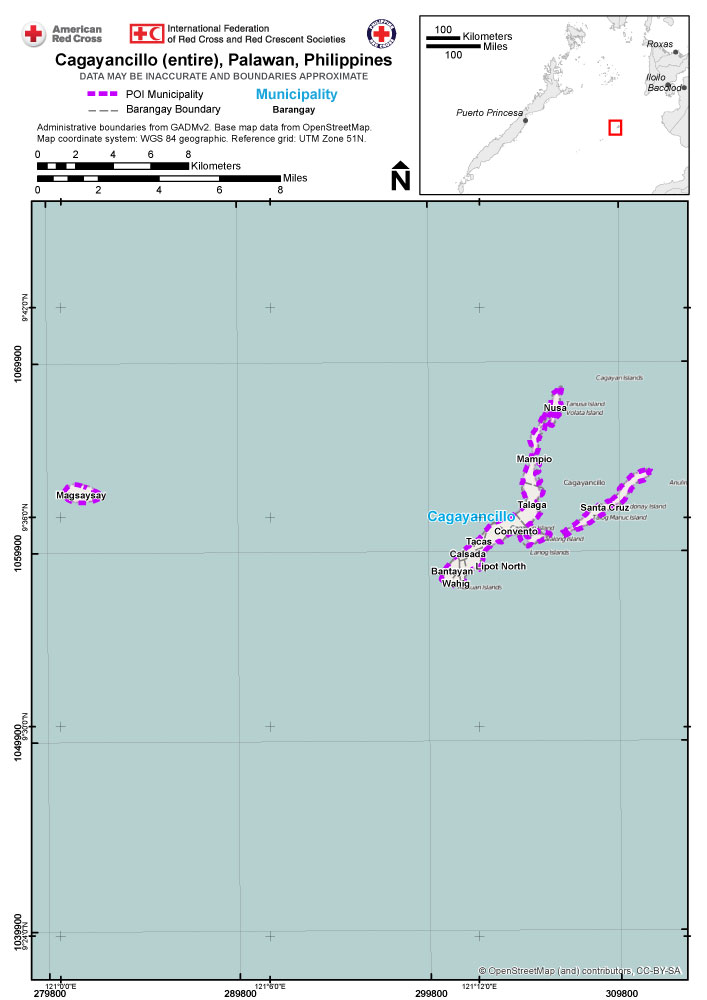 American
Red Cross
International Federation
of Red Cross and Red Crescent Societies
PHILIPPINE
RED CROSS
Cagayancillo (entire), Palawan, Philippines
DATA MAY BE INACCURATE AND BOUNDARIES APPROXIMATE
POI Municipality
Municipality
Barangay Boundary
Barangay
Administrative boundaries from GADMv2. Base map data from OpenStreetMap.
Map coordinate system: WGS 84 geographic. Reference grid: UTM Zone 51N.
0 2 4 6 8
Kilometers
Miles
0 2 4 6 8
N
100
Kilometers
Miles
100
Roxas
Iloilo
Bacolod
Puerto Princesa
9°42'0"N
1069900
Cagayan Islands
Tanusa Island
Nusa
Volata Island
Mampio
Cagayancillo
Magsaysay
Talaga
Santa Cruz
Cagayancillo
9°36'0"N
1059900
Convento
Tacas
Lanog Islands
Calsada
Lipot North
Bantayan
Wahig
9°30'0"N
1049900
1039900
9°24'0"N
© OpenStreetMap (and) contributors, CC-BY-SA
121°0'0"E
121°6'0"E
121°12'0"E
279800
289800
299800
309800